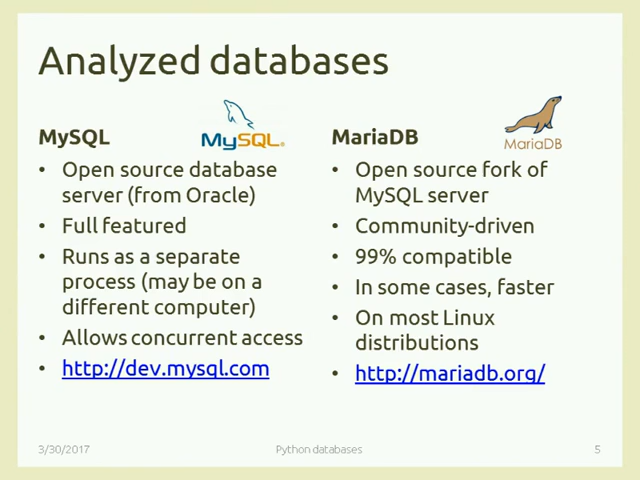 Analyzed databases
MySQL
MySQL®
• Open source database
server (from Oracle)
• Full featured
• Runs as a separate
process (may be on a
different computer)
• Allows concurrent access
• http://dev.mysql.com
MariaDB
MariaDB
• Open source fork of
MySQL server
• Community-driven
• 99% compatible
• In some cases, faster
• On most Linux
distributions
• http://mariadb.org/
3/30/2017
Python databases
5